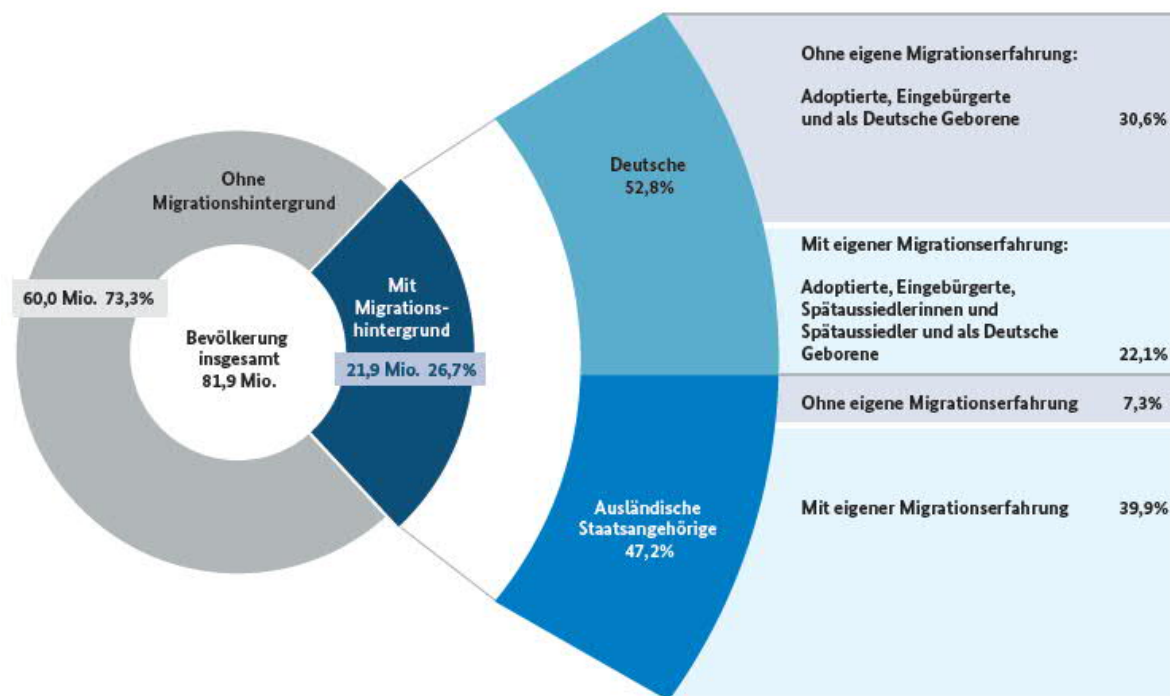 Ohne
Migrationshintergrund
60,0 Mio. 73,3%
Bevölkerung
insgesamt
81,9 Mio.
Mit
Migrations-
hintergrund
21,9 Mio. 26,7%
Deutsche
52,8%
Ausländische
Staatsangehörige
47,2%
Ohne eigene Migrationserfahrung:
Adoptierte, Eingebürgerte
und als Deutsche Geborene 30,6%
Mit eigener Migrationserfahrung:
Adoptierte, Eingebürgerte,
Spätaussiedlerinnen und
Spätaussiedler und als Deutsche
Geborene 22,1%
Ohne eigene Migrationserfahrung 7,3%
Mit eigener Migrationserfahrung 39,9%